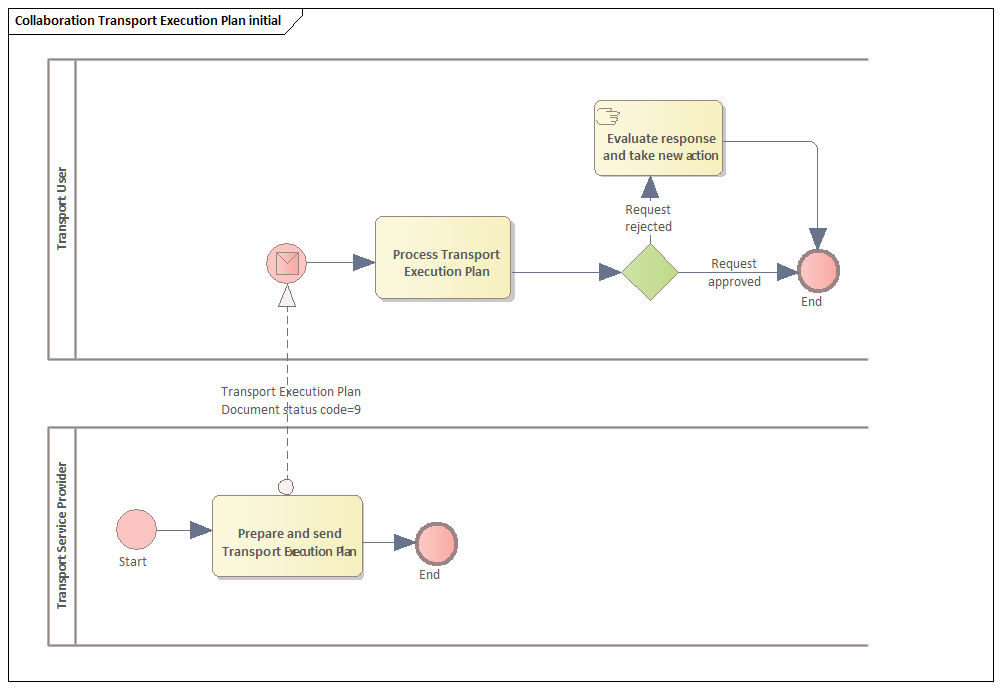 Collaboration Transport Execution Plan initial
Transport User
Evaluate response
and take new action
Request
rejected
Process Transport
Execution Plan
Request
approved
End
Transport Execution Plan
Document status code=9
Transport Service Provider
Prepare and send
Transport Execution Plan
Start
End